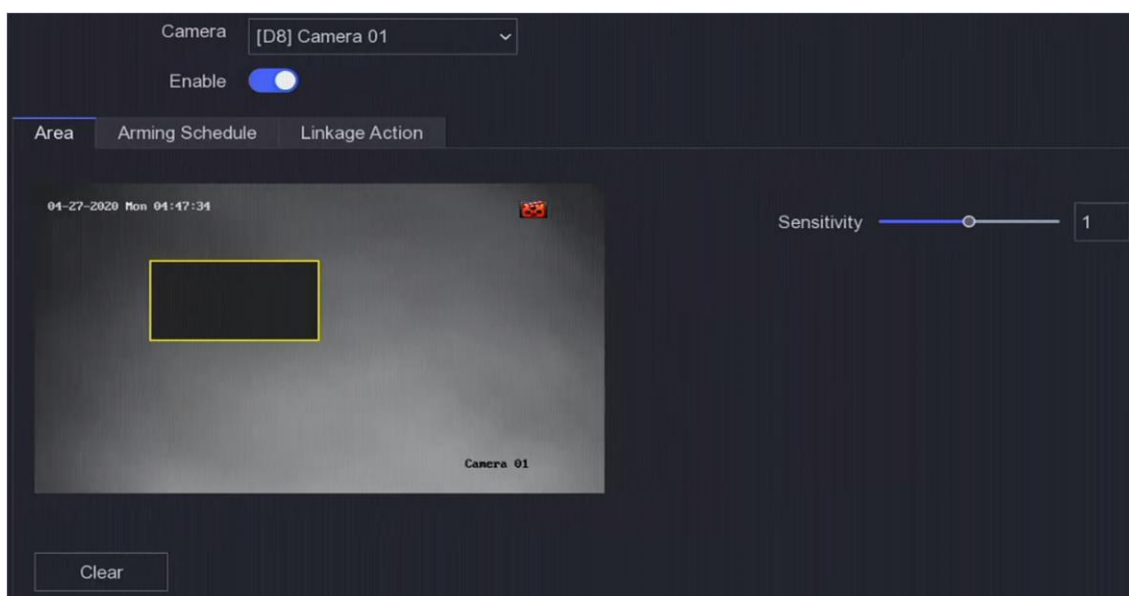 Camera [D8] Camera 01
Enable
Area Arming Schedule Linkage Action
04-27-2020 Mon 04:47:34
Sensitivity 1
Camera 01
Clear